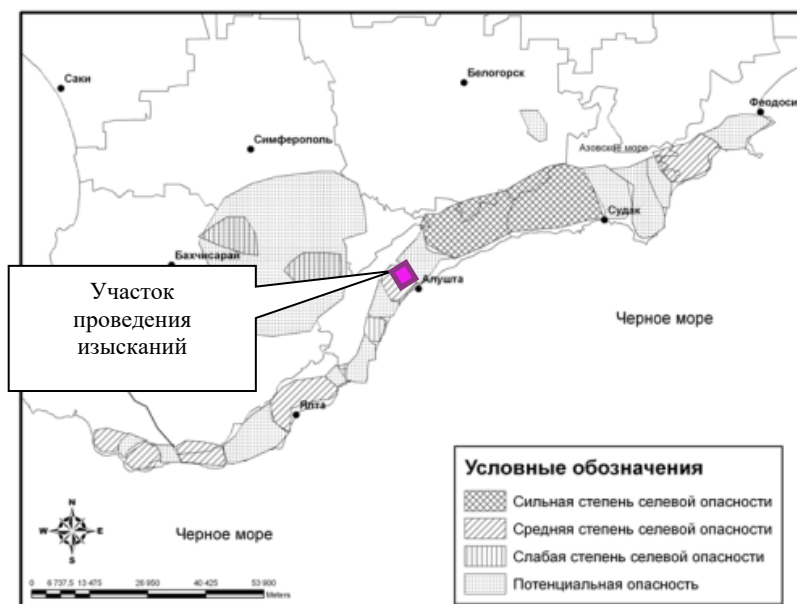 Саки
Белогорск
Феодоси
Симферополь
Азовское море
Судак
Бахчисарай
Участок
проведения
изысканий
Алушта
Черное море
Ялта
Условные обозначения
Сильная степень селевой опасности
Средняя степень селевой опасности
Слабая степень селевой опасности
Потенциальная опасность
N
W E
S
Черное море
0 6 737,5 13 475 26 950 40 425 53 900
Meters